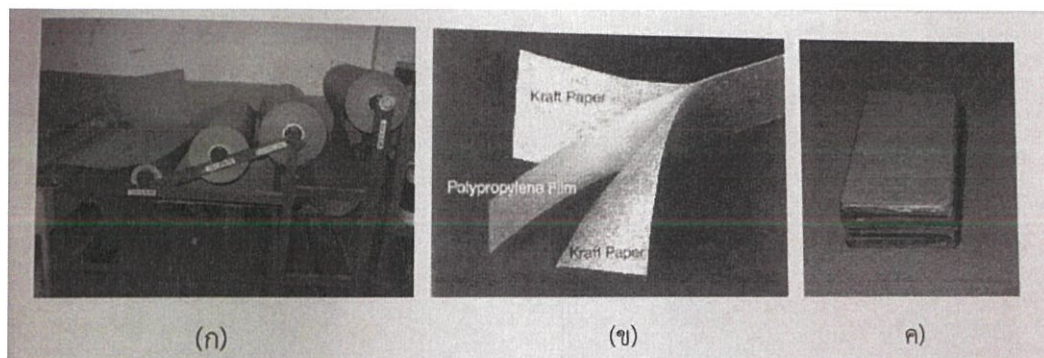 Kraft Paper
Polypropylene Film
Kraft Paper
(ก) (ข) ค)